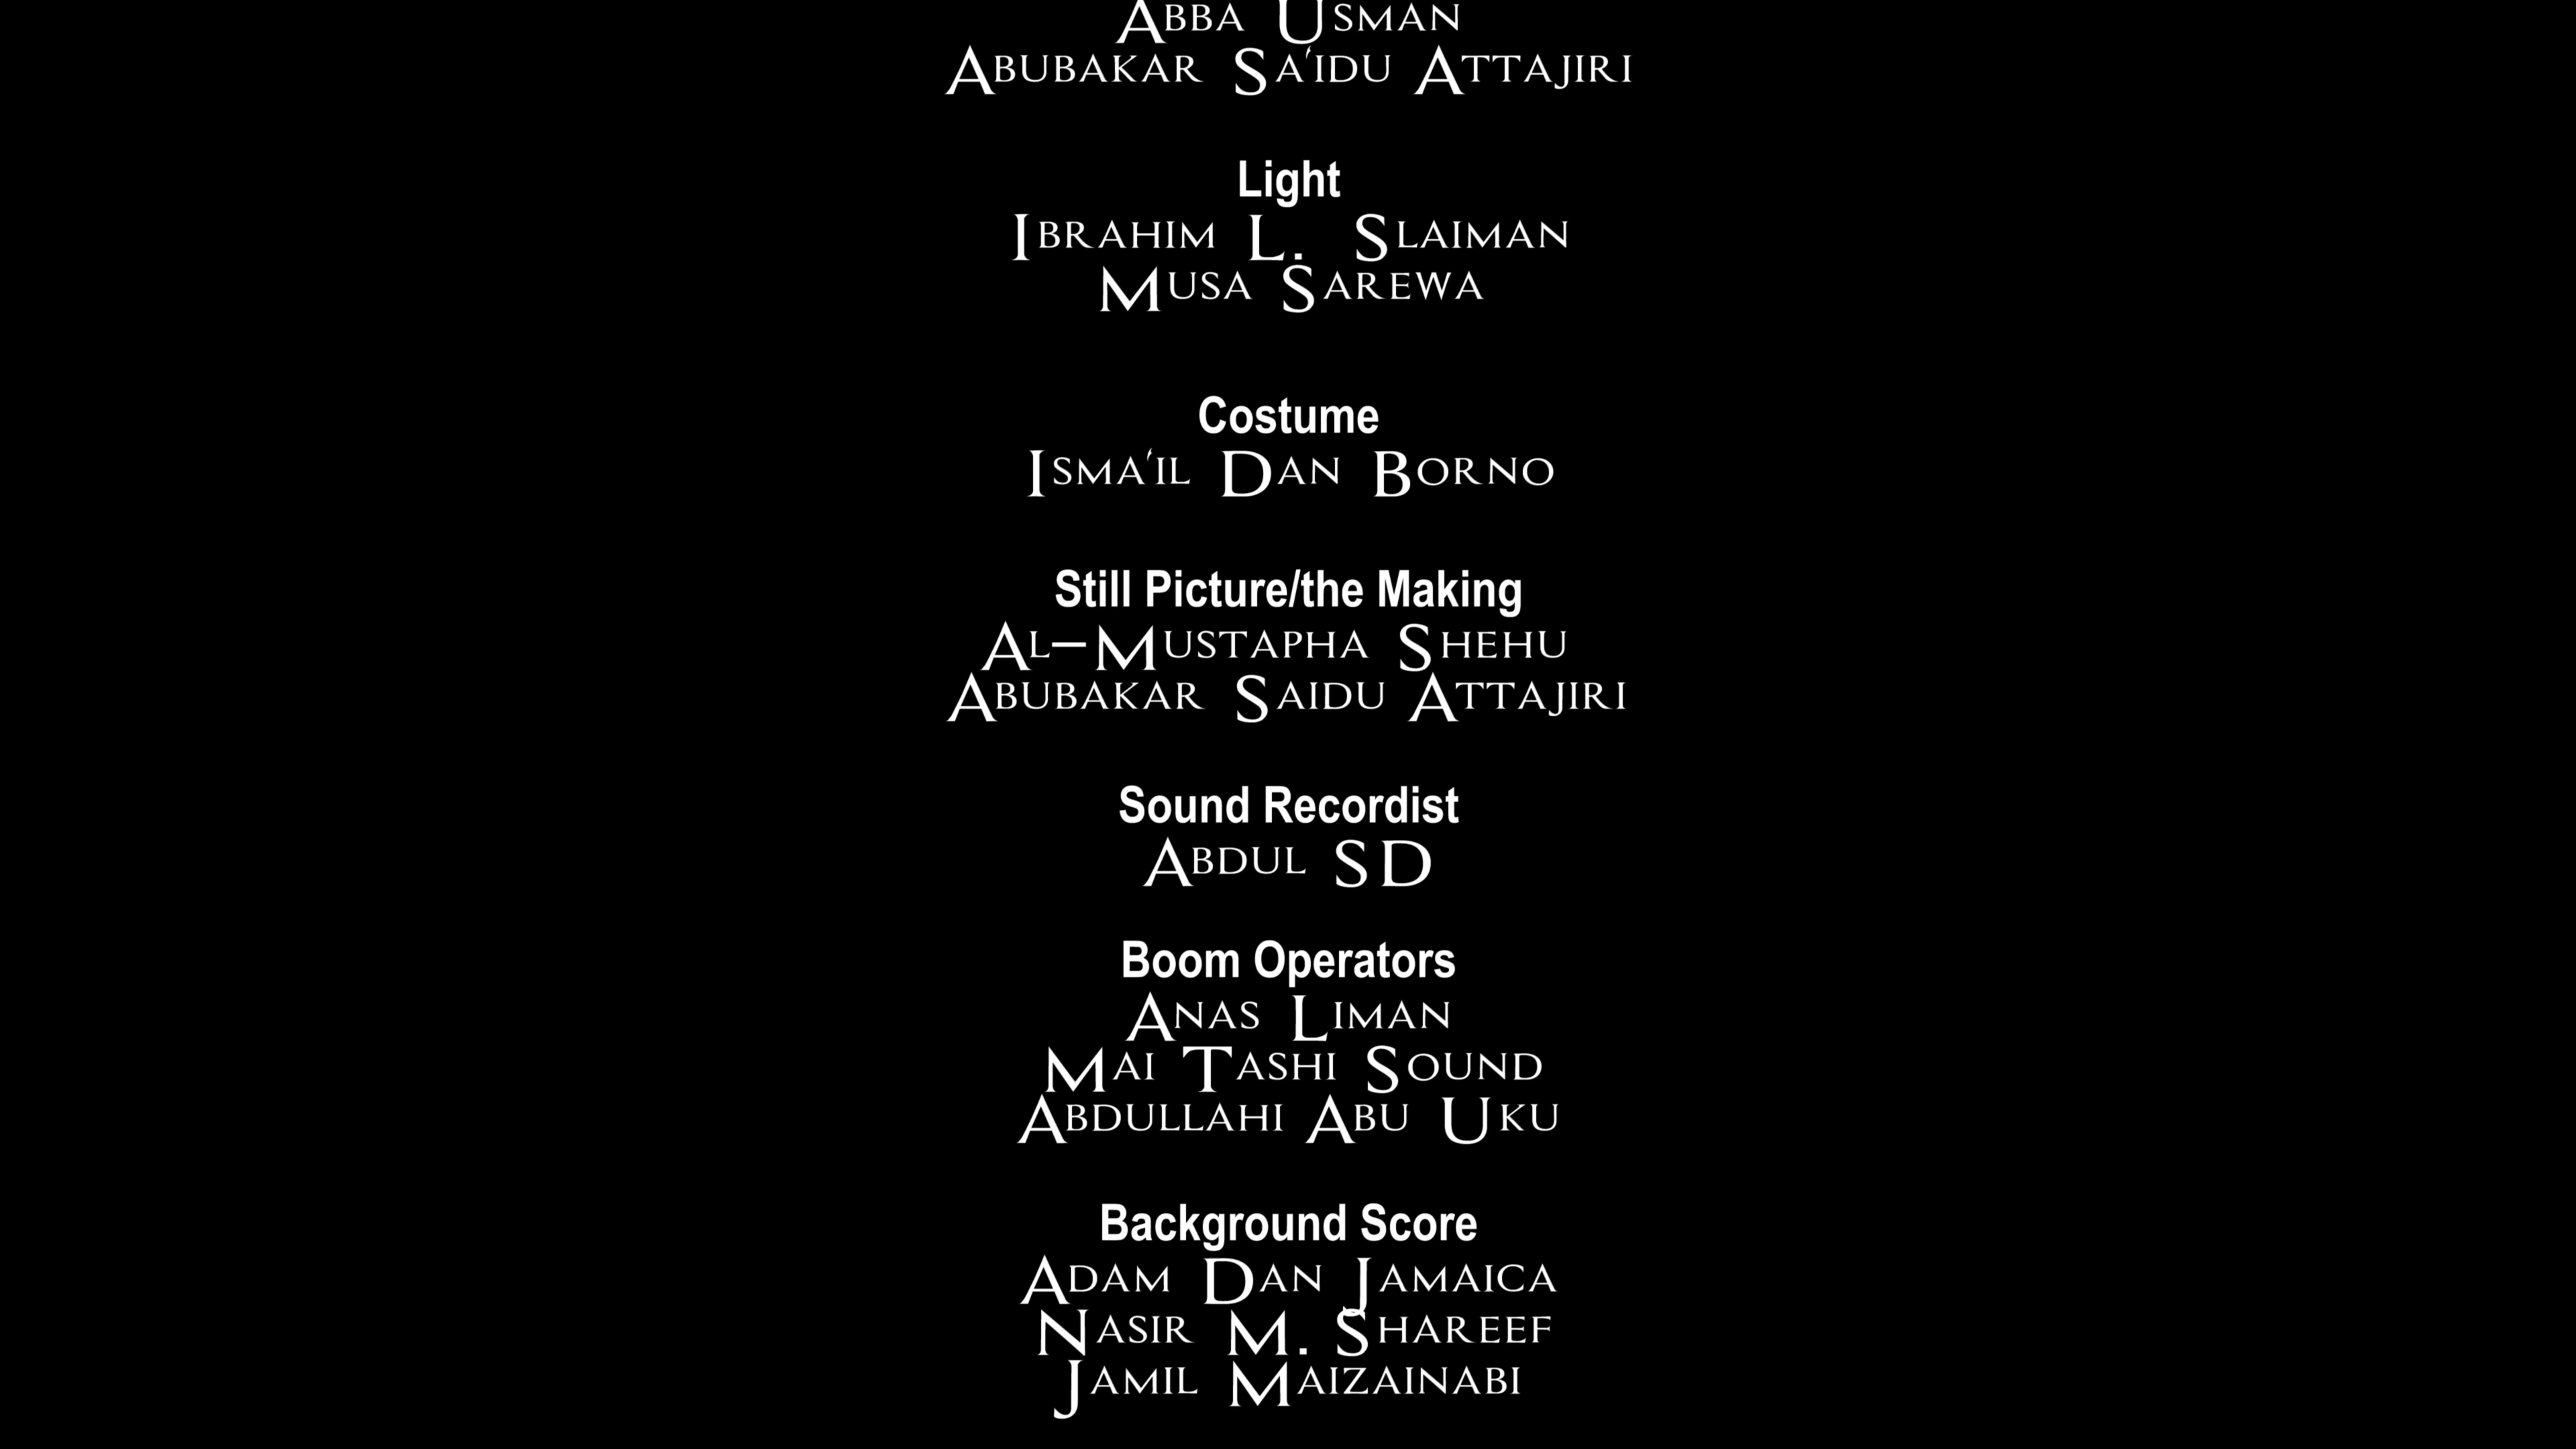 Abba Usman
Abubakar Sa'idu Attajiri
Light
Ibrahim L. Slaiman
Musa Sarewa
Costume
Isma'il Dan Borno
Still Picture/the Making
Al-Mustapha Shehu
Abubakar Saidu Attajiri
Sound Recordist
Abdul SD
Boom Operators
Anas Liman
Mai Tashi Sound
Abdullahi Abu Uku
Background Score
Adam Dan Jamaica
Nasir M. Shareef
Jamil Maizainabi